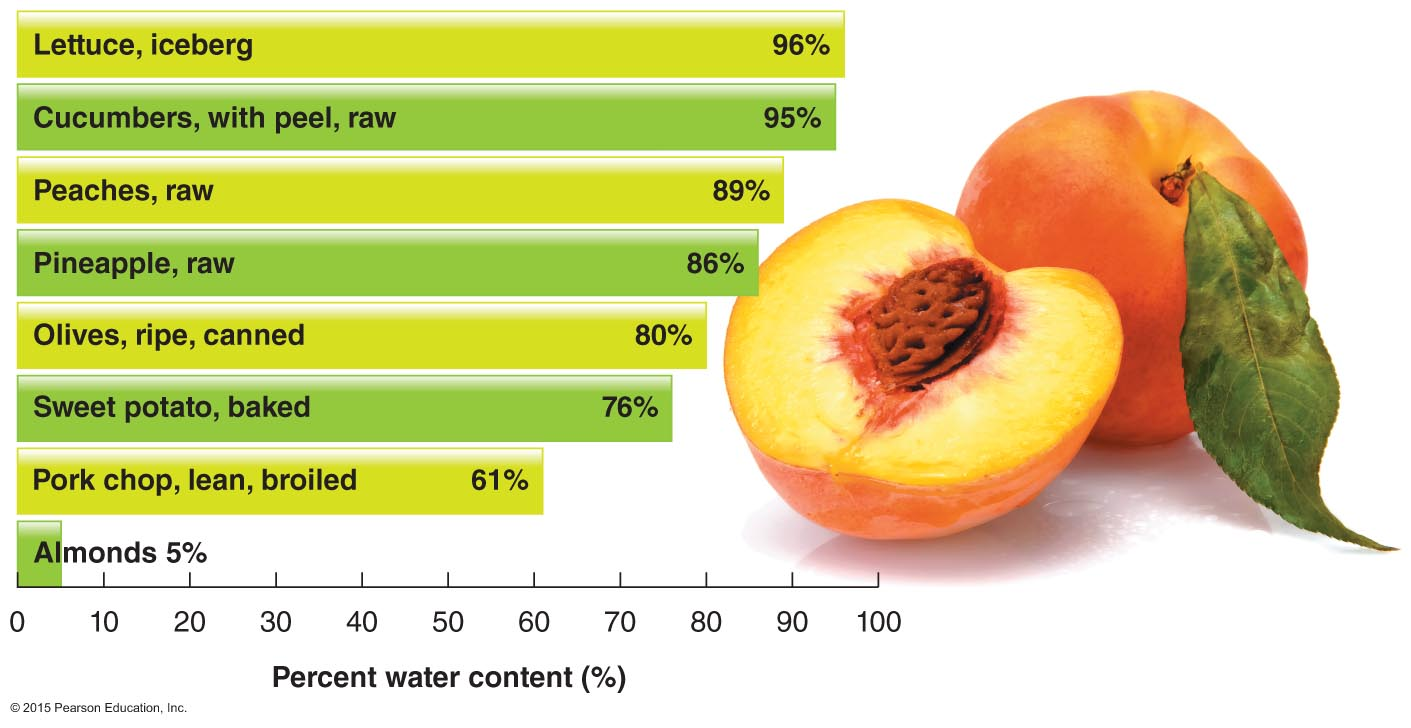 Lettuce, iceberg 96%
Cucumbers, with peel, raw 95%
Peaches, raw 89%
Pineapple, raw 86%
Olives, ripe, canned 80%
Sweet potato, baked 76%
Pork chop, lean, broiled 61%
Almonds 5%
0 10 20 30 40 50 60 70 80 90 100
Percent water content (%)
© 2015 Pearson Education, Inc.